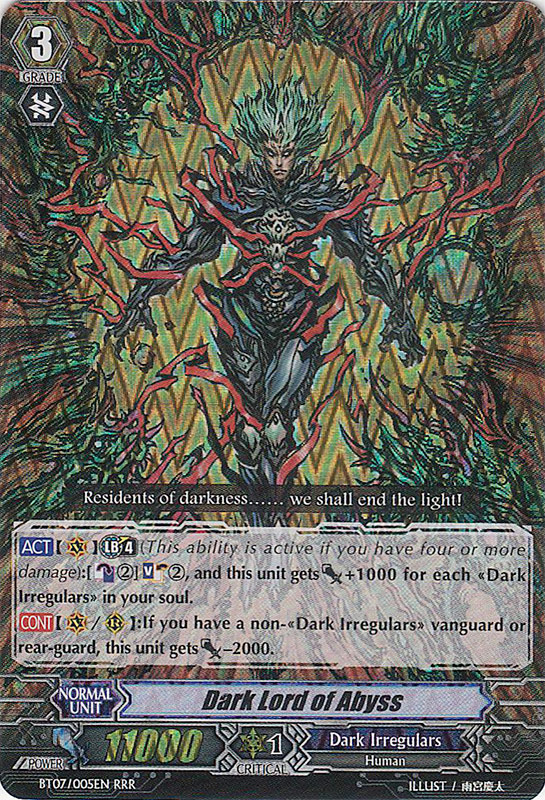 3
GRADE
Residents of darkness...... we shall end the light!
ACT【 】LB 4(This ability is active if you have four or more
damage):[ ②] V ②], and this unit gets +1000 for each «Dark
Irregulars» in your soul.
CONT【 / 】:If you have a non-«Dark Irregulars» vanguard or
rear-guard, this unit gets -2000.
NORMAL
UNIT
Dark Lord of Abyss
POWER
11000
1
CRITICAL
Dark Irregulars
Human
BT07/005EN RRR
ILLUST / 雨宮慶太